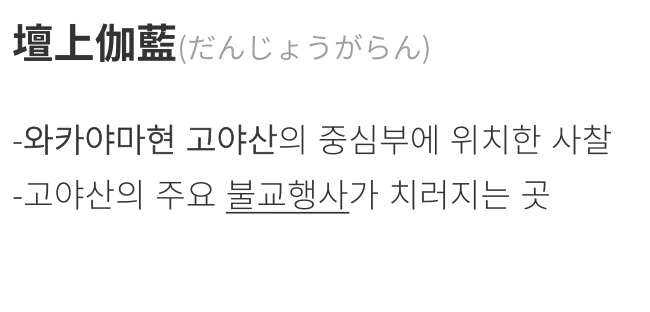 壇上伽藍(だんじょうがらん)
-와카야마현 고야산의 중심부에 위치한 사찰
-고야산의 주요 불교행사가 치러지는 곳